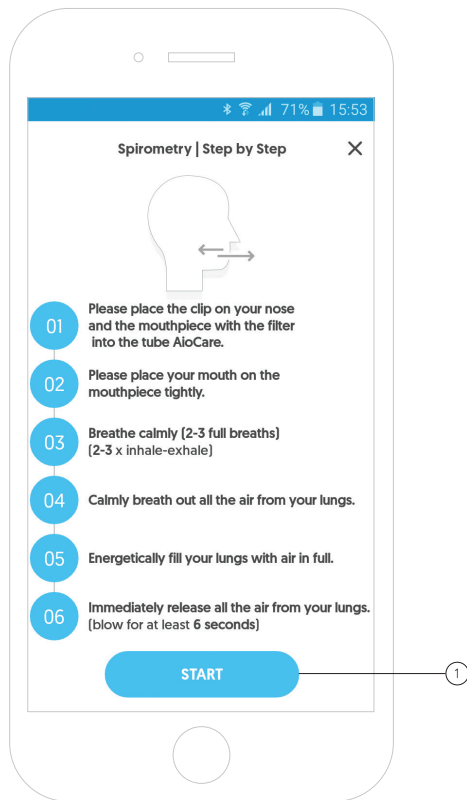 71% 15:53
Spirometry | Step by Step
01
Please place the clip on your nose
and the mouthpiece with the filter
into the tube AioCare.
02
Please place your mouth on the
mouthpiece tightly.
03
Breathe calmly (2-3 full breaths)
(2-3 x inhale-exhale)
04
Calmly breath out all the air from your lungs.
05
Energetically fill your lungs with air in full.
06
Immediately release all the air from your lungs.
(blow for at least 6 seconds)
START
1